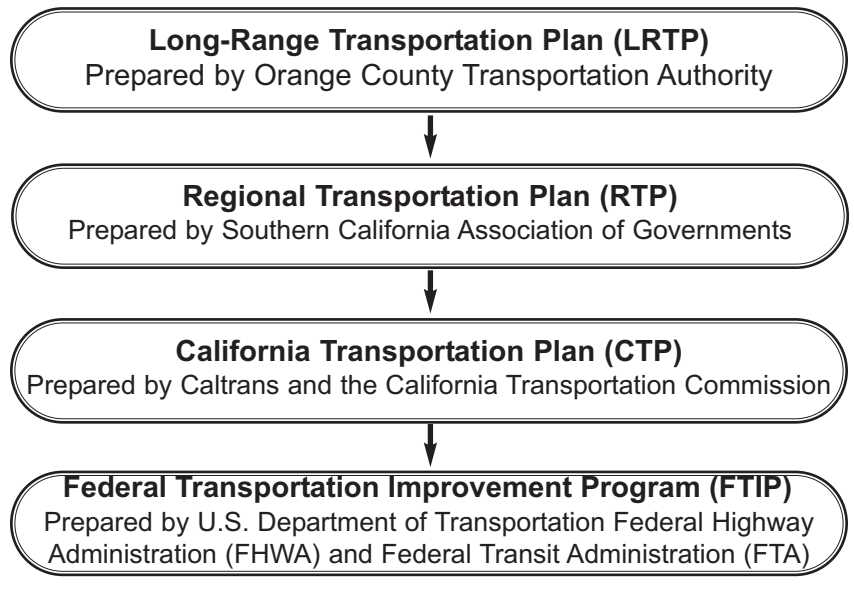 Long-Range Transportation Plan (LRTP)
Prepared by Orange County Transportation Authority
Regional Transportation Plan (RTP)
Prepared by Southern California Association of Governments
California Transportation Plan (CTP)
Prepared by Caltrans and the California Transportation Commission
Federal Transportation Improvement Program (FTIP)
Prepared by U.S. Department of Transportation Federal Highway
Administration (FHWA) and Federal Transit Administration (FTA)